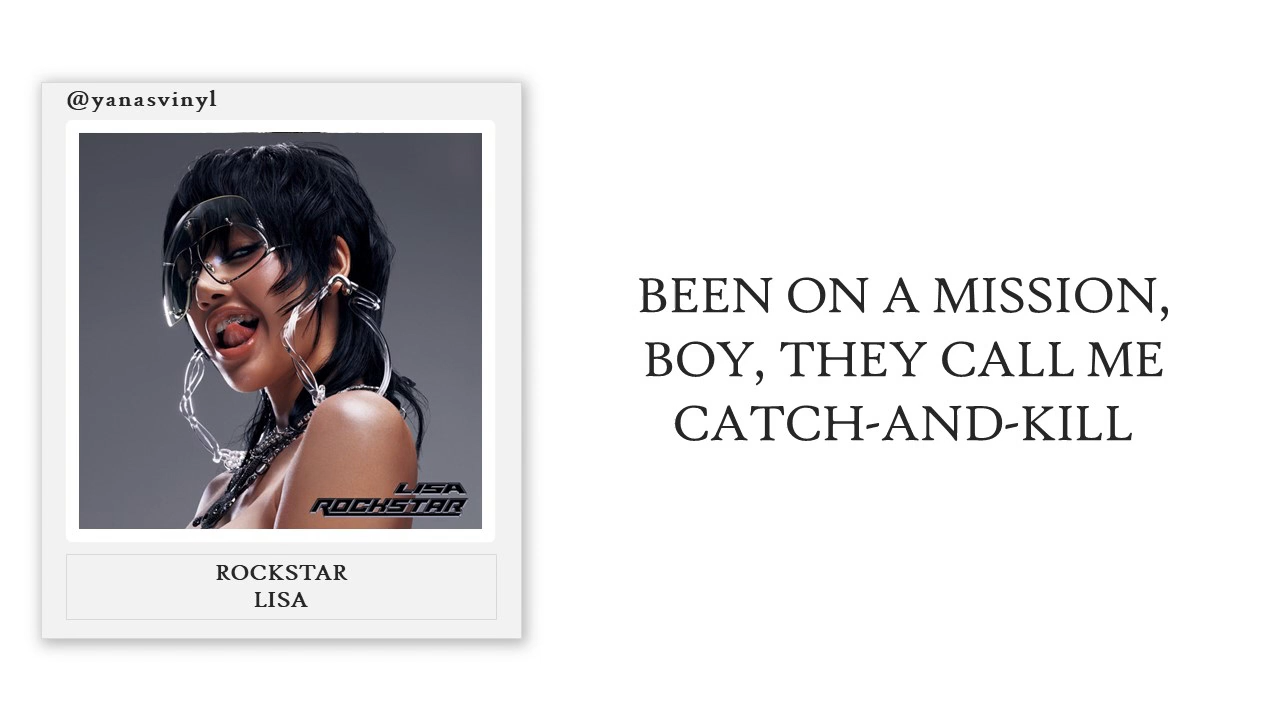 @yanasvinyl
LISA
ROCKSTAR
ROCKSTAR
LISA
BEEN ON A MISSION,
BOY, THEY CALL ME
CATCH-AND-KILL